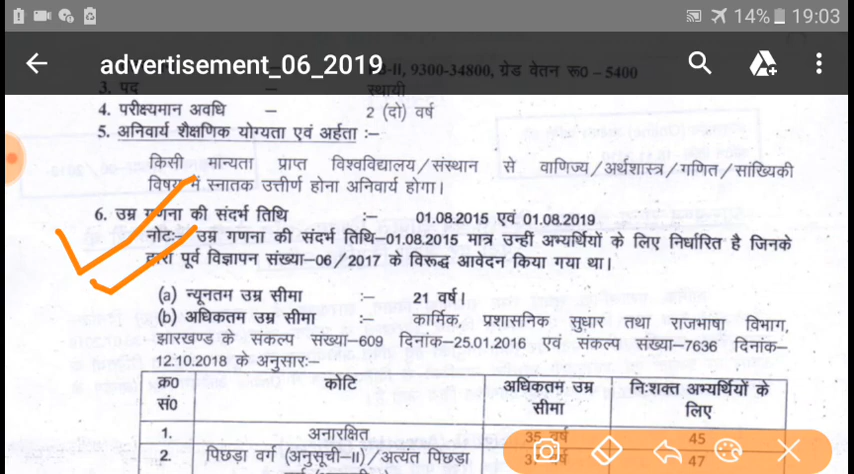 14% 19:03
advertisement_06_2019
-II, 9300-34800, ग्रेड वेतन रू0 – 5400
3. पद – स्थायी
4. परीक्ष्यमान अवधि – 2 (दो) वर्ष
5. अनिवार्य शैक्षणिक योग्यता एवं अर्हता :–
किसी मान्यता प्राप्त विश्वविद्यालय/संस्थान से वाणिज्य/अर्थशास्त्र/गणित/सांख्यिकी
विषय में स्नातक उत्तीर्ण होना अनिवार्य होगा।
6. उम्र गणना की संदर्भ तिथि :– 01.08.2015 एवं 01.08.2019
नोटः– उम्र गणना की संदर्भ तिथि–01.08.2015 मात्र उन्हीं अभ्यर्थियों के लिए निर्धारित है जिनके
द्वारा पूर्व विज्ञापन संख्या–06/2017 के विरूद्ध आवेदन किया गया था।
(a) न्यूनतम उम्र सीमा :– 21 वर्ष।
(b) अधिकतम उम्र सीमा :– कार्मिक, प्रशासनिक सुधार तथा राजभाषा विभाग,
झारखण्ड के संकल्प संख्या–609 दिनांक–25.01.2016 एवं संकल्प संख्या–7636 दिनांक–
12.10.2018 के अनुसारः–
क्र0 सं0 कोटि अधिकतम उम्र सीमा निःशक्त अभ्यर्थियों के लिए
1. अनारक्षित 35 वर्ष 45
2. पिछड़ा वर्ग (अनुसूची–II)/अत्यंत पिछड़ा 47